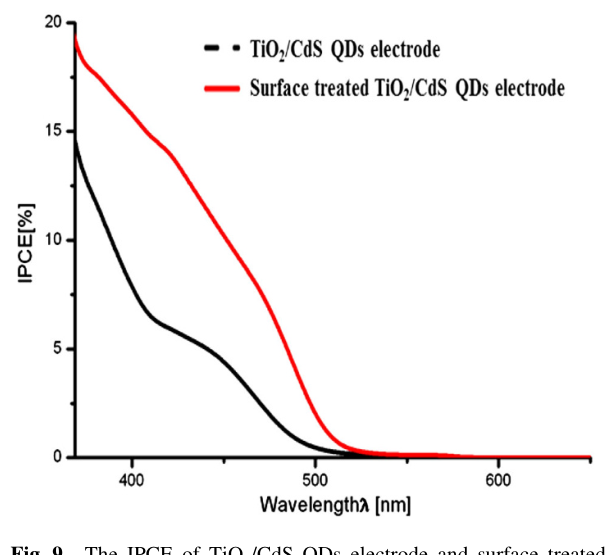 20
15
10
5
0
IPCE[%]
TiO₂/CdS QDs electrode
Surface treated TiO₂/CdS QDs electrode
400
500
600
Wavelengthλ [nm]
Fig. 9 The IPCE of TiO₂/CdS QDs electrode and surface treated